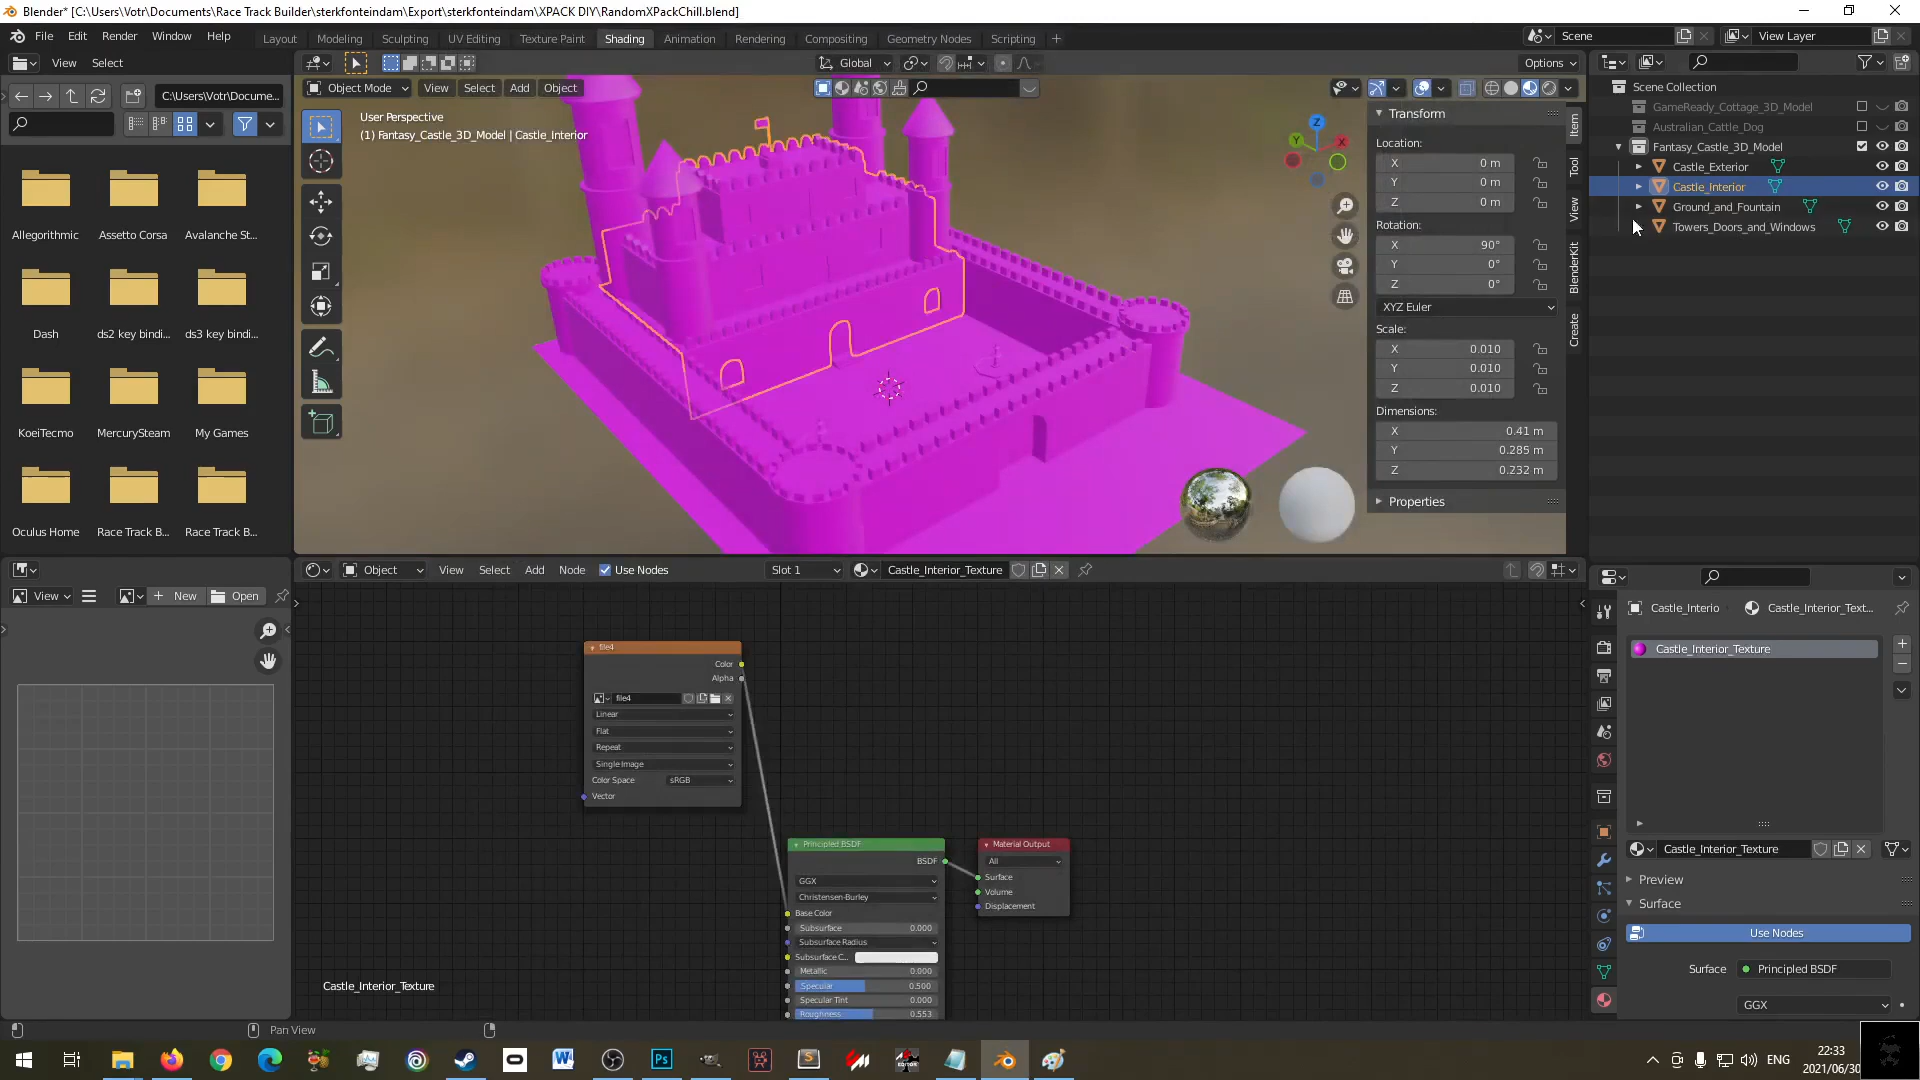 Blender* [C:\Users\Votr\Documents\Race Track Builder\sterkfonteindam\Export\sterkfonteindam\XPACK DIY\RandomXPackChill.blend]
File Edit Render Window Help Layout Modeling Sculpting UV Editing Texture Paint Shading Animation Rendering Compositing Geometry Nodes Scripting + Scene View Layer
View Select Global Options
C:\Users\Votr\Docume...
Object Mode View Select Add Object
User Perspective
(1) Fantasy_Castle_3D_Model | Castle_Interior
Allegorithmic Assetto Corsa Avalanche St...
Dash ds2 key bindi... ds3 key bindi...
KoeiTecmo MercurySteam My Games
Oculus Home Race Track B... Race Track B...
Z
Y
X
Transform
Location:
X 0 m
Y 0 m
Z 0 m
Rotation:
X 90°
Y 0°
Z 0°
XYZ Euler
Scale:
X 0.010
Y 0.010
Z 0.010
Dimensions:
X 0.41 m
Y 0.285 m
Z 0.232 m
Properties
Item
Tool
View
BlenderKit
Create
Scene Collection
GameReady_Cottage_3D_Model
Australian_Cattle_Dog
Fantasy_Castle_3D_Model
Castle_Exterior
Castle_Interior
Ground_and_Fountain
Towers_Doors_and_Windows
View New Open
Object View Select Add Node Use Nodes Slot 1 Castle_Interior_Texture
file4
Color
Alpha
file4
Linear
Flat
Repeat
Single Image
Color Space sRGB
Vector
Principled BSDF
BSDF
GGX
Christensen-Burley
Base Color
Subsurface 0.000
Subsurface Radius
Subsurface C...
Metallic 0.000
Specular 0.500
Specular Tint 0.000
Roughness 0.553
Material Output
All
Surface
Volume
Displacement
Castle_Interior_Texture
Castle_Interio Castle_Interior_Text...
Castle_Interior_Texture
Castle_Interior_Texture
Preview
Surface
Use Nodes
Surface Principled BSDF
GGX
Pan View
ENG
22:33
2021/06/30